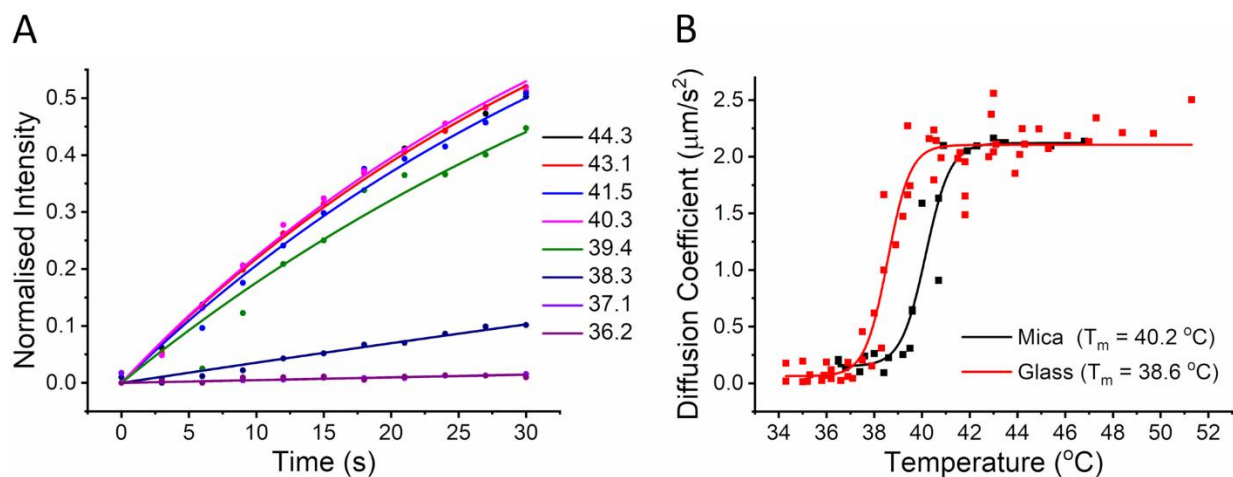 A
Normalised Intensity
0.5
0.4
0.3
0.2
0.1
0.0
0 5 10 15 20 25 30
Time (s)
44.3
43.1
41.5
40.3
39.4
38.3
37.1
36.2
B
Diffusion Coefficient (μm/s²)
2.5
2.0
1.5
1.0
0.5
0.0
34 36 38 40 42 44 46 48 50 52
Temperature (°C)
Mica (Tm = 40.2 °C)
Glass (Tm = 38.6 °C)